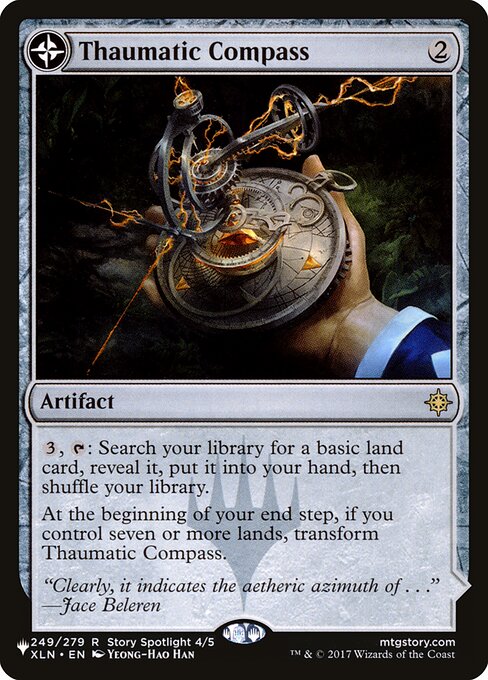 Thaumatic Compass 2
Artifact
3, T: Search your library for a basic land
card, reveal it, put it into your hand, then
shuffle your library.
At the beginning of your end step, if you
control seven or more lands, transform
Thaumatic Compass.
“Clearly, it indicates the aetheric azimuth of . . .”
—Jace Beleren
249/279 R Story Spotlight 4/5
XLN • EN Yeong-Hao Han
mtgstory.com
™ & © 2017 Wizards of the Coast